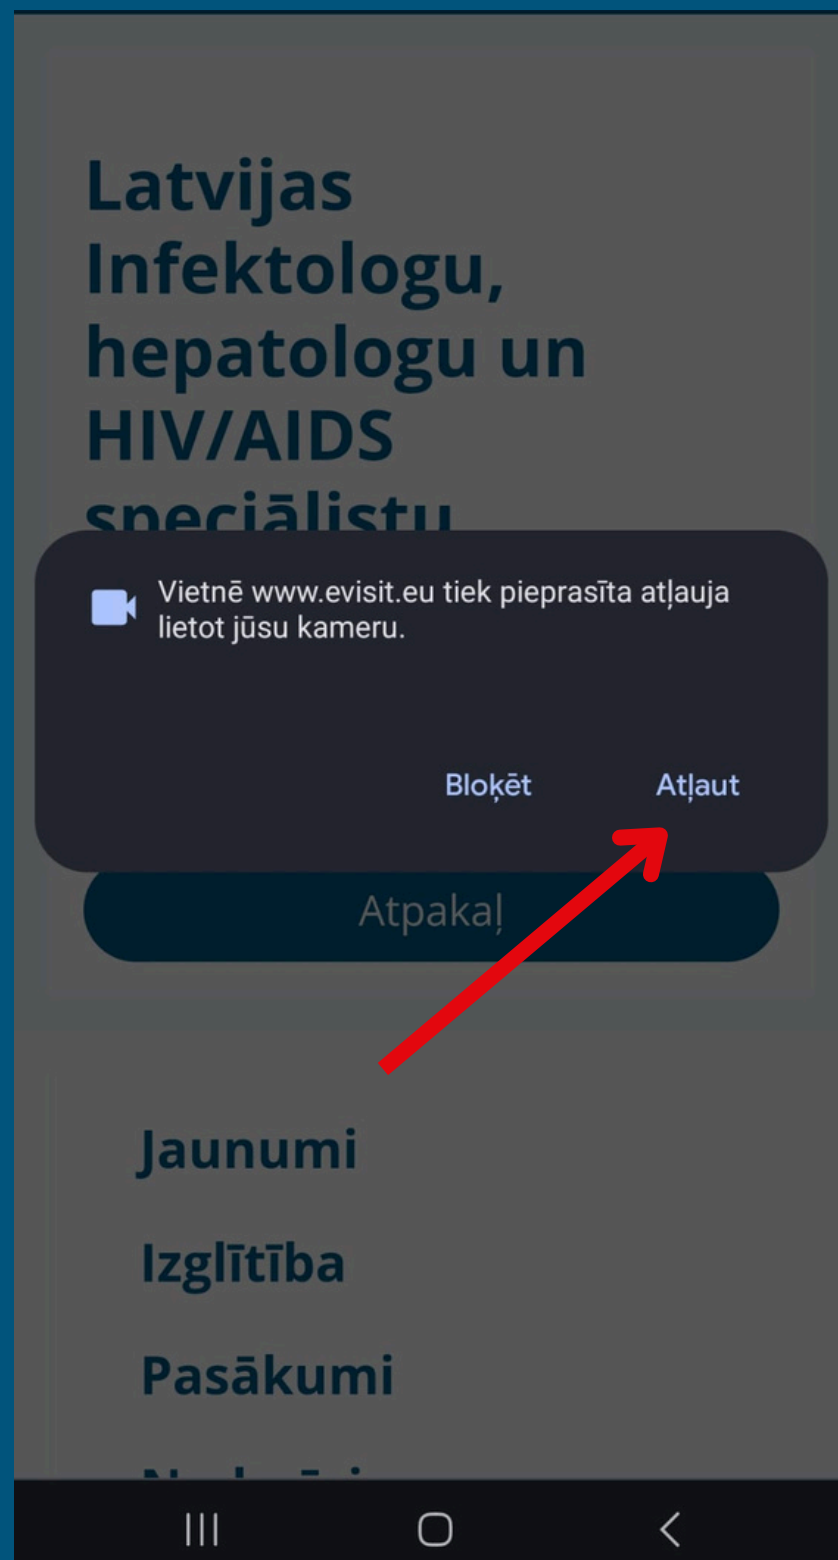 Latvijas
Infektologu,
hepatologu un
HIV/AIDS
speciālistu
Vietnē www.evisit.eu tiek pieprasīta atļauja
lietot jūsu kameru.
Bloķēt
Atļaut
Atpakaļ
Jaunumi
Izglītība
Pasākumi